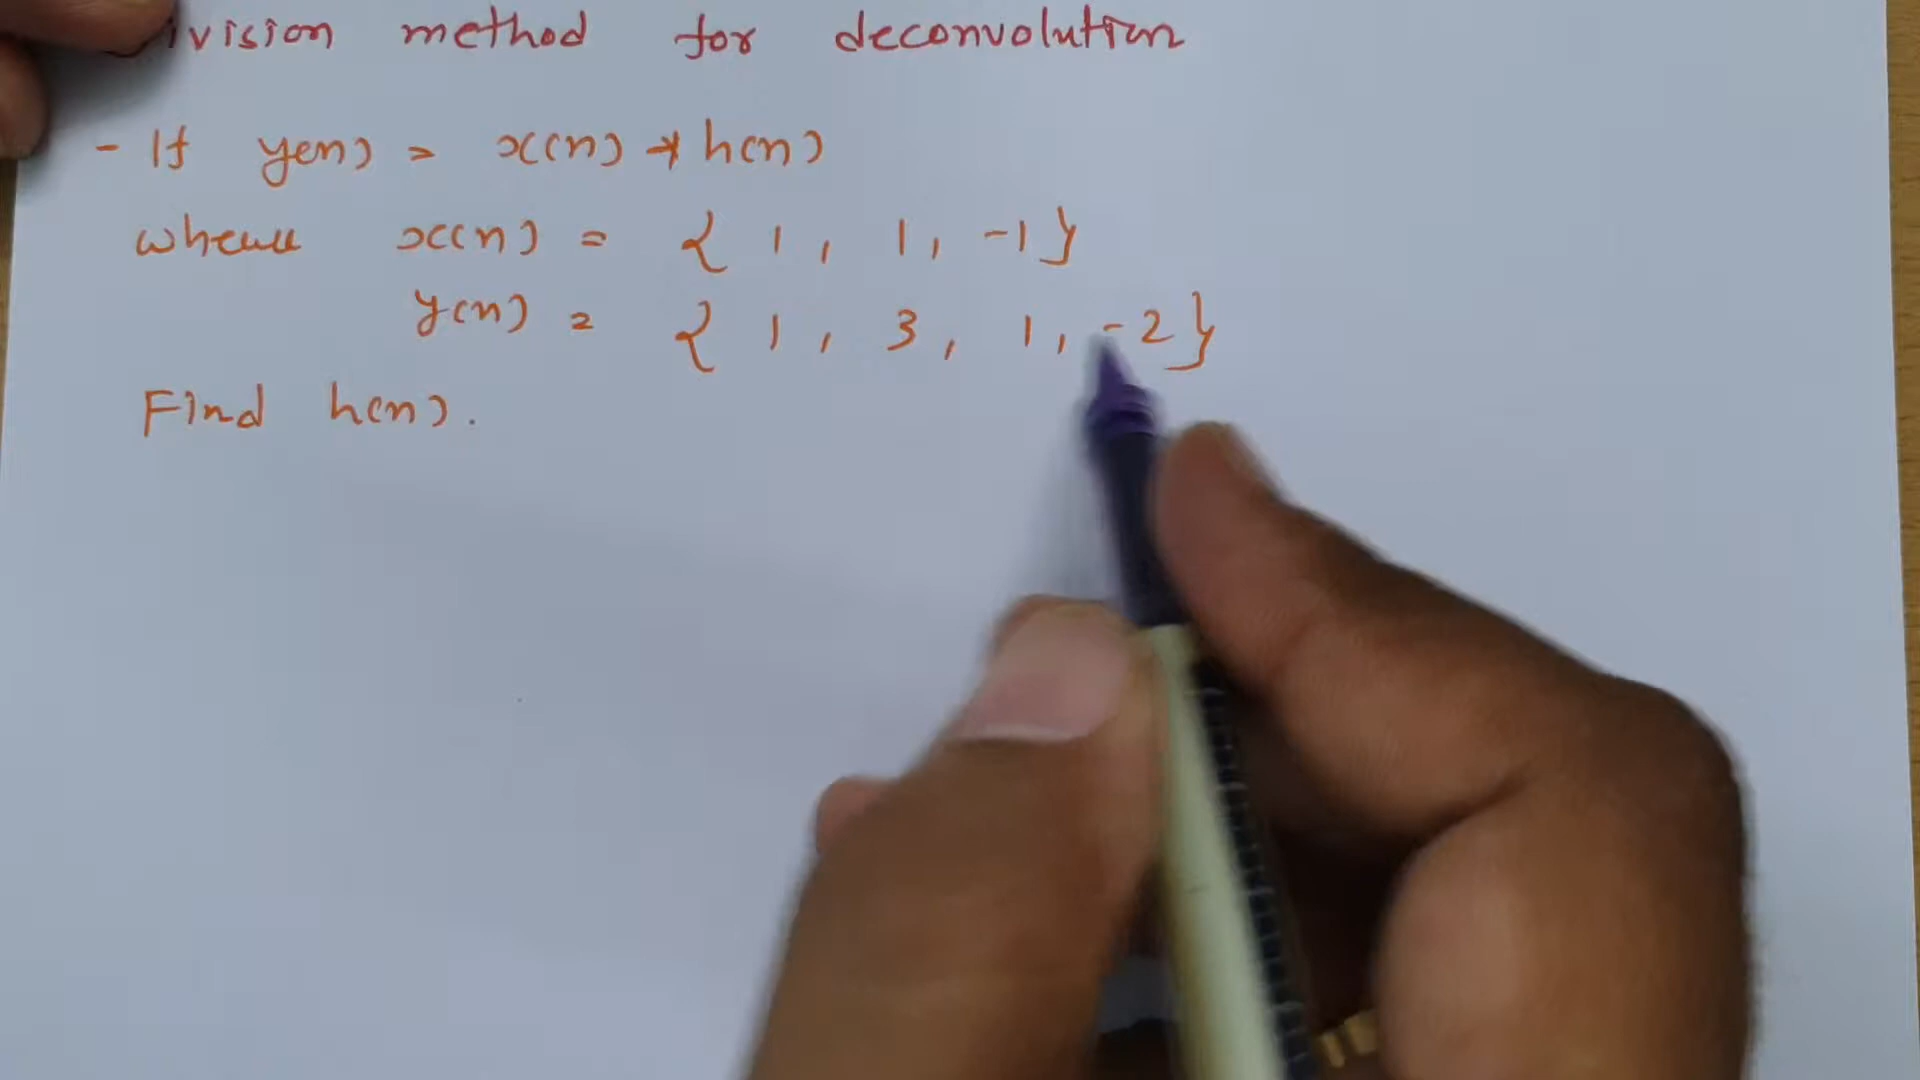 ivision method for deconvolution
- If y(n) = x(n) * h(n)
where x(n) = { 1 , 1 , -1 }
y(n) = { 1 , 3 , 1 , -2 }
Find h(n).